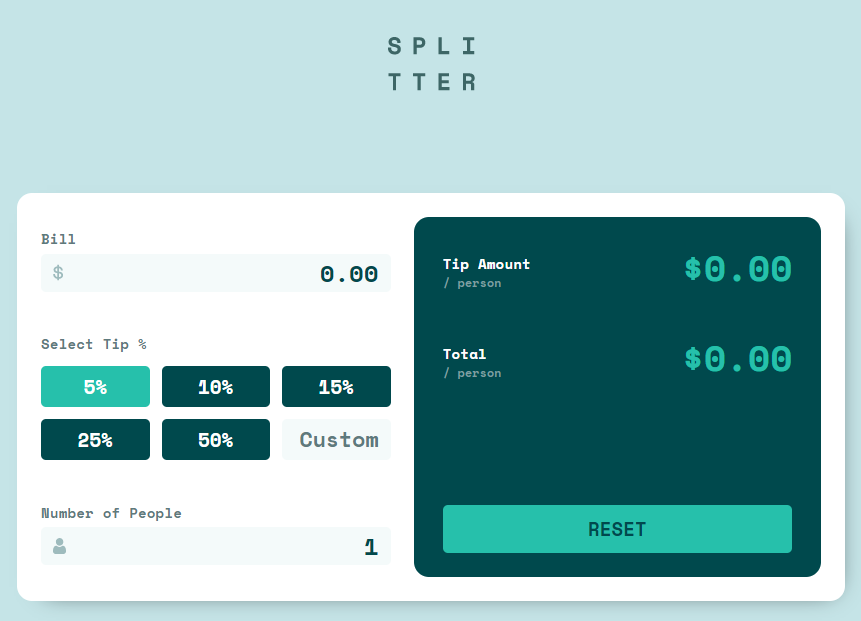 SPLI
TTER
Bill
$ 0.00
Select Tip %
5% 10% 15%
25% 50% Custom
Number of People
1
Tip Amount $0.00
/ person
Total $0.00
/ person
RESET